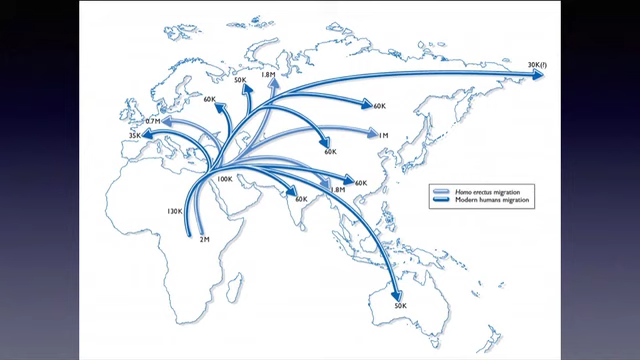 30K(?)
1.8M
50K
60K
60K
0.7M
35K
1M
60K
100K
60K
1.8M
60K
130K
2M
50K
Homo erectus migration
Modern humans migration